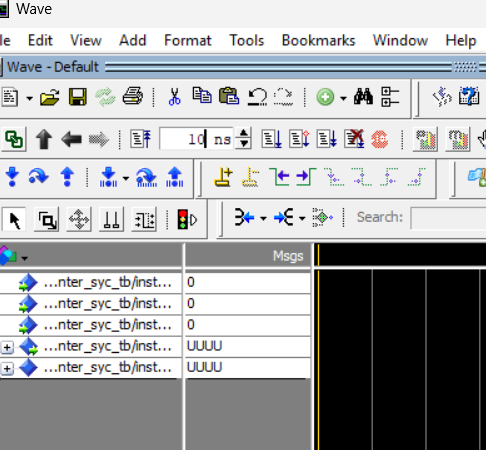 Wave
le Edit View Add Format Tools Bookmarks Window Help
Wave - Default
10 ns
Search:
Msgs
...nter_syc_tb/inst... 0
...nter_syc_tb/inst... 0
...nter_syc_tb/inst... 0
...nter_syc_tb/inst... UUUU
...nter_syc_tb/inst... UUUU